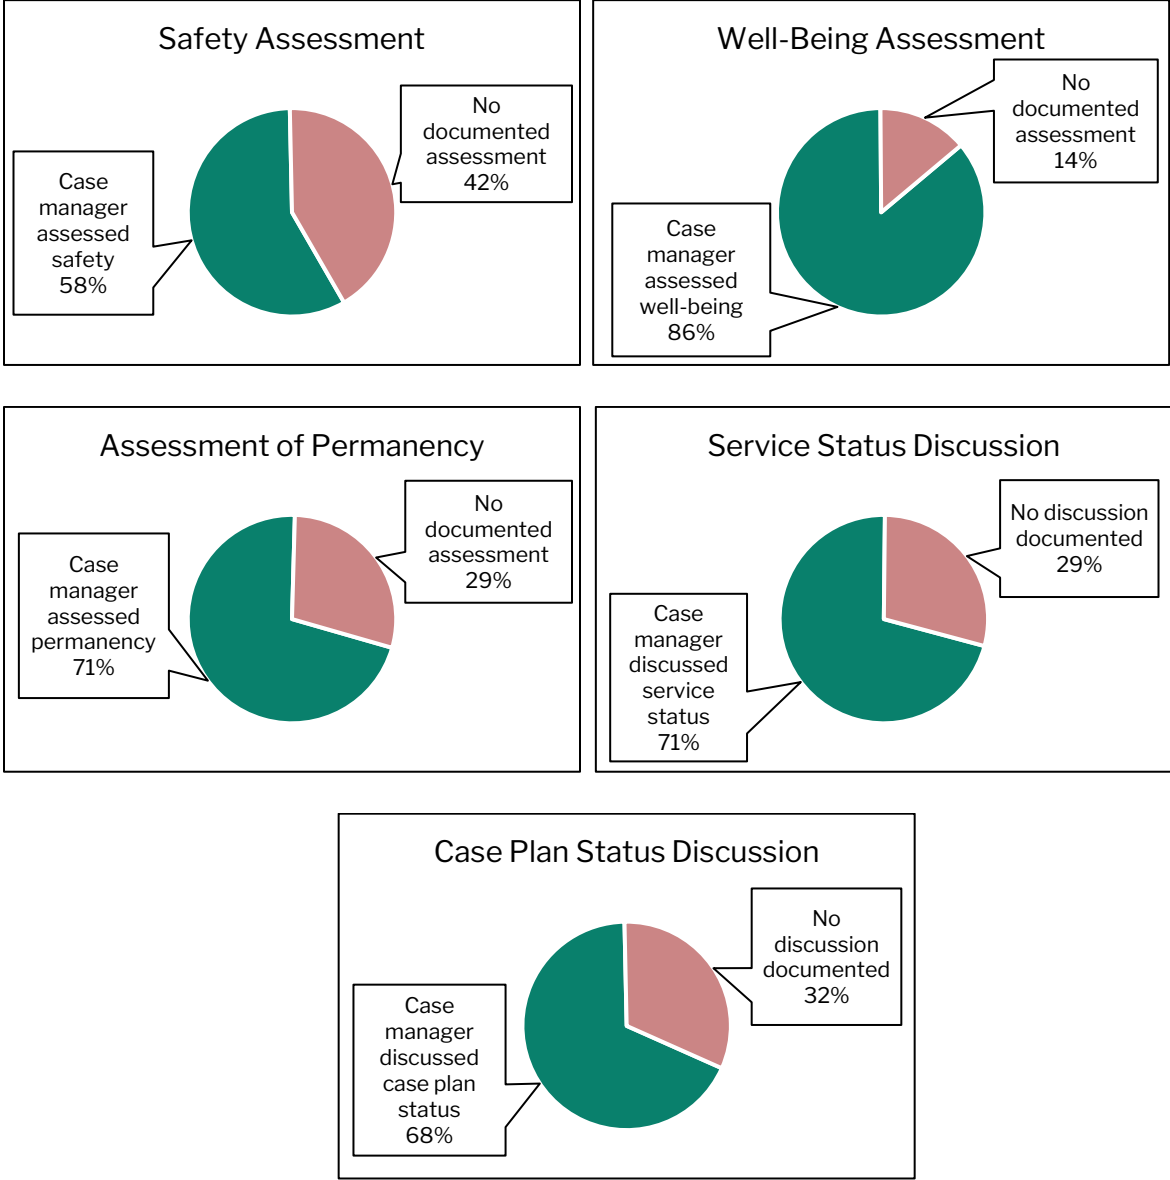 Safety Assessment
No
documented
assessment
42%
Case
manager
assessed
safety
58%
Well-Being Assessment
No
documented
assessment
14%
Case
manager
assessed
well-being
86%
Assessment of Permanency
No
documented
assessment
29%
Case
manager
assessed
permanency
71%
Service Status Discussion
No discussion
documented
29%
Case
manager
discussed
service
status
71%
Case Plan Status Discussion
No
discussion
documented
32%
Case
manager
discussed
case plan
status
68%